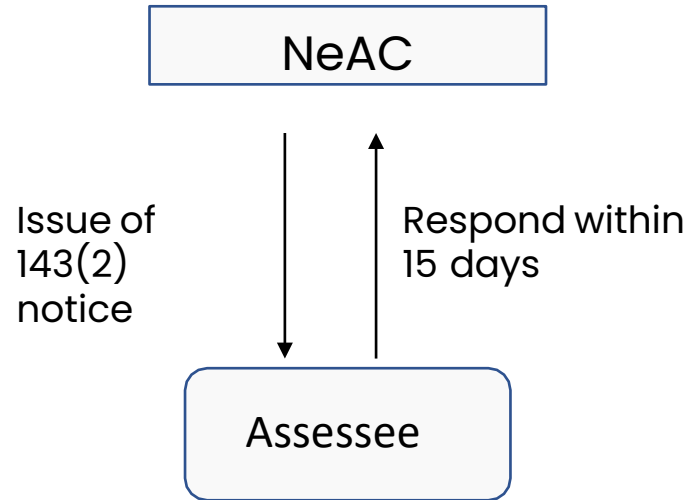 NeAC
Issue of
143(2)
notice
Respond within
15 days
Assessee